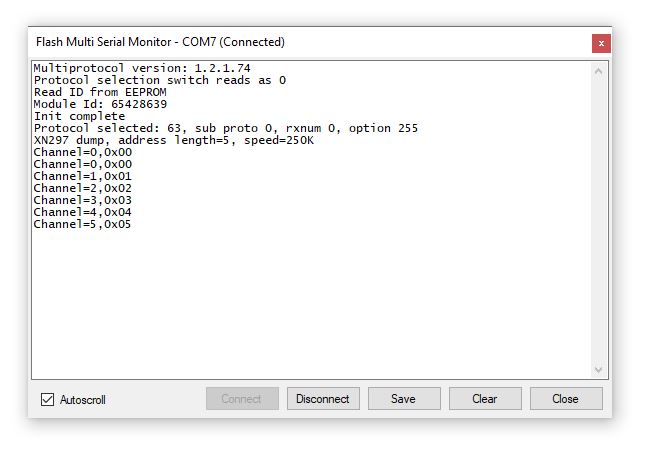 Flash Multi Serial Monitor - COM7 (Connected)
x
Multiprotocol version: 1.2.1.74
Protocol selection switch reads as 0
Read ID from EEPROM
Module Id: 65428639
Init complete
Protocol selected: 63, sub proto 0, rxnum 0, option 255
XN297 dump, address length=5, speed=250K
Channel=0,0x00
Channel=0,0x00
Channel=1,0x01
Channel=2,0x02
Channel=3,0x03
Channel=4,0x04
Channel=5,0x05
Autoscroll Connect Disconnect Save Clear Close